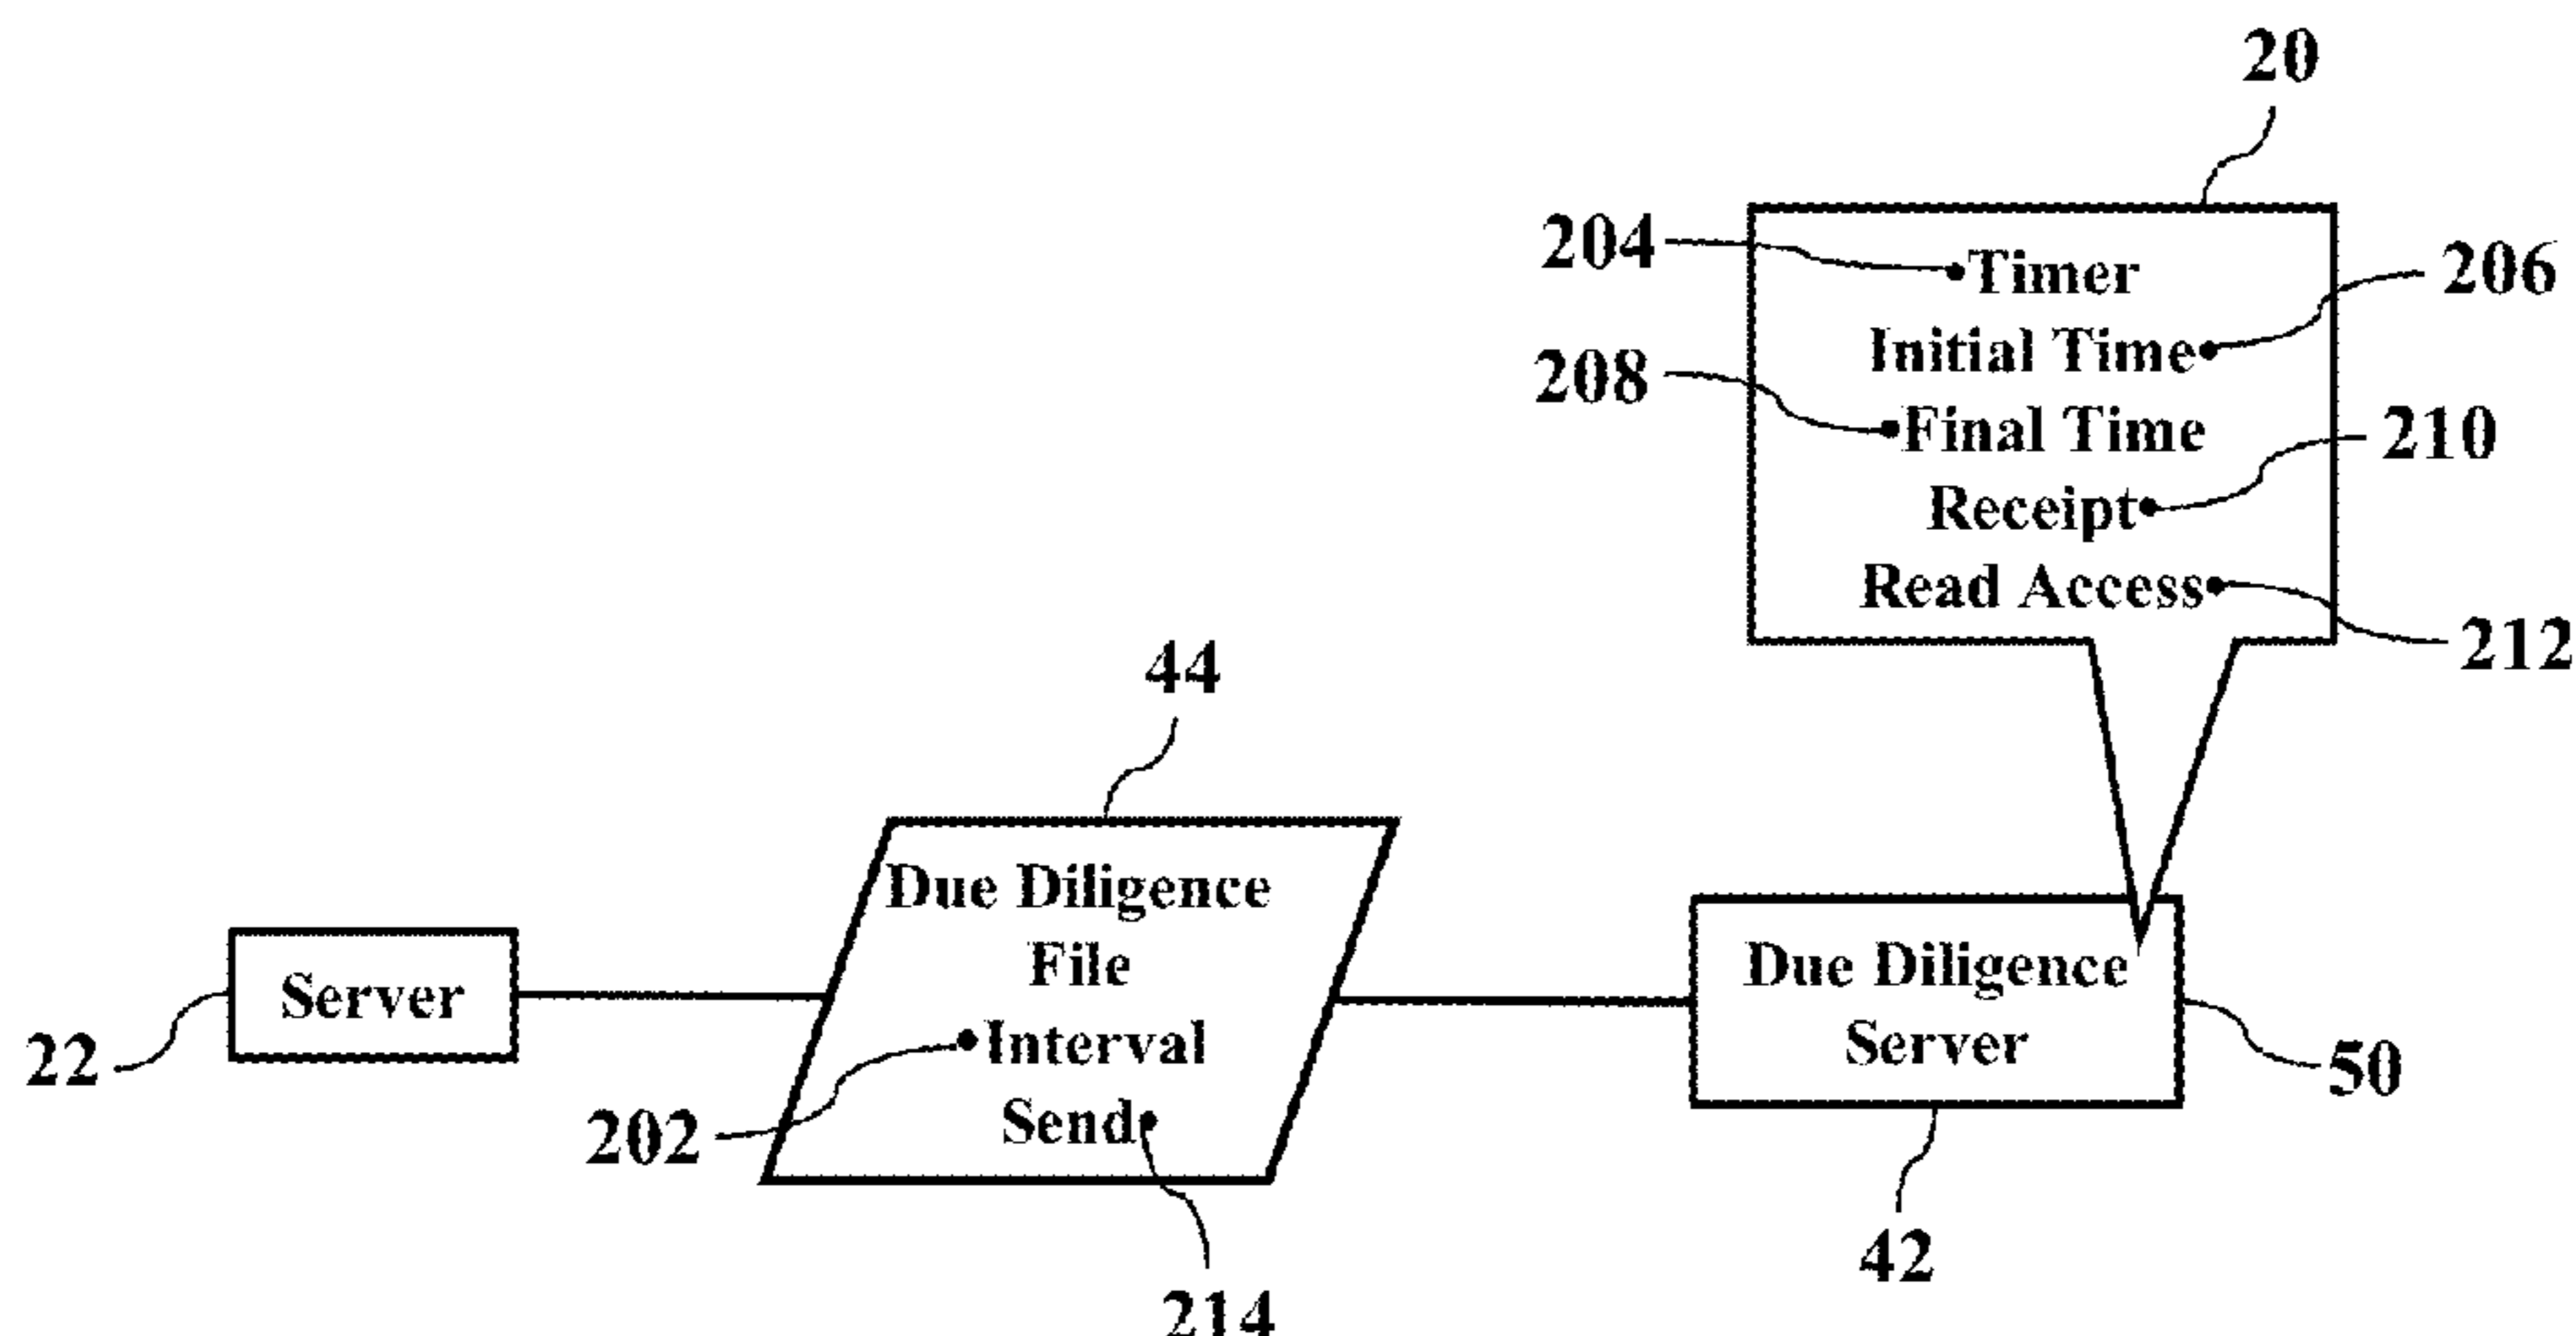 20
204
Timer
206
Initial Time
208
Final Time
210
Receipt
Read Access
212
44
Due Diligence
File
Interval
Send
202
214
Server
22
Due Diligence
Server
50
42